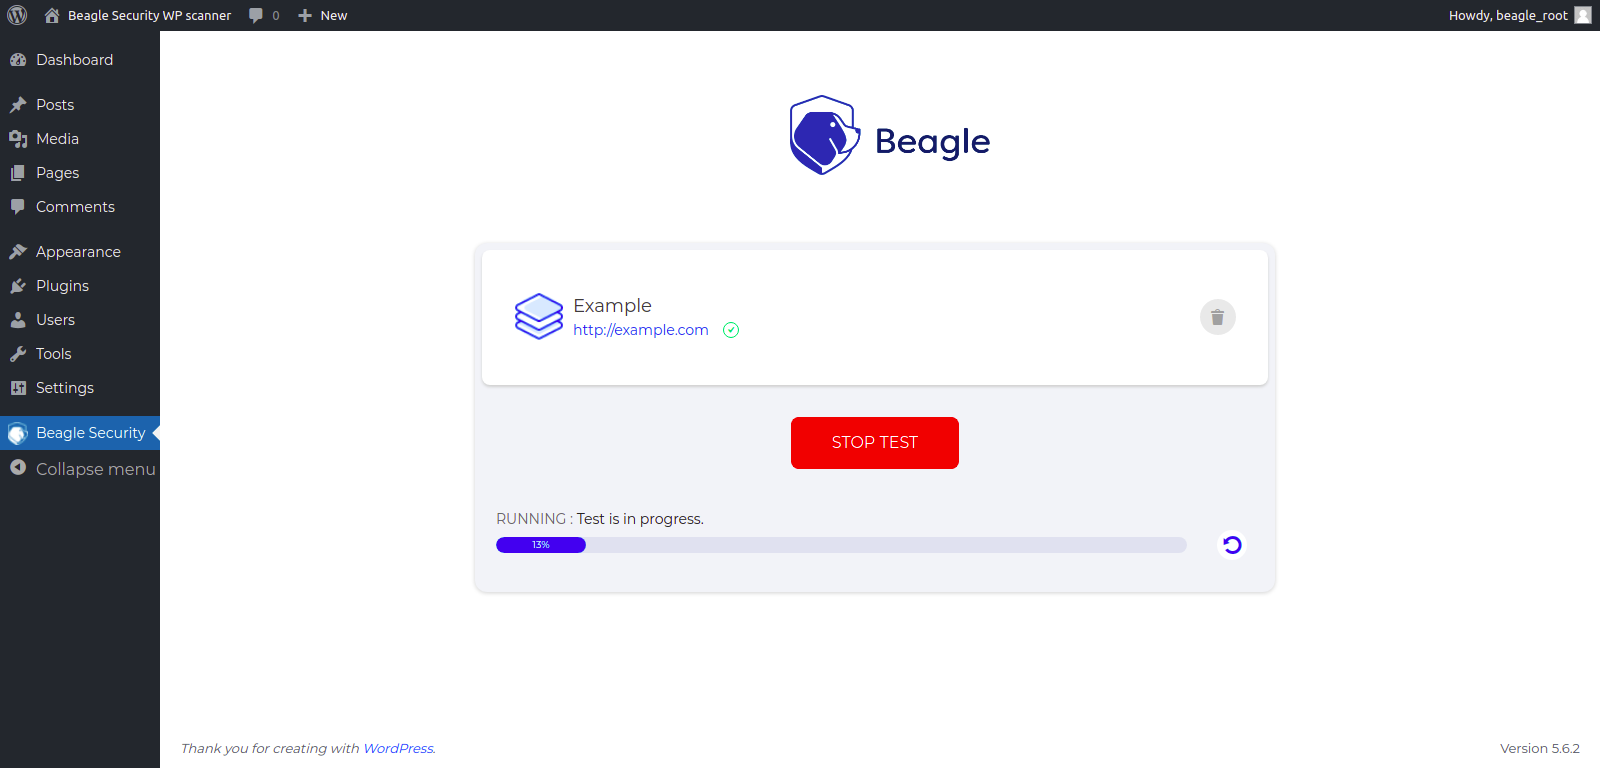 Beagle Security WP scanner 0 New Howdy, beagle_root
Dashboard
Posts
Media
Pages
Comments
Appearance
Plugins
Users
Tools
Settings
Beagle Security
Collapse menu
Beagle
Example
http://example.com
STOP TEST
RUNNING : Test is in progress.
13%
Thank you for creating with WordPress. Version 5.6.2